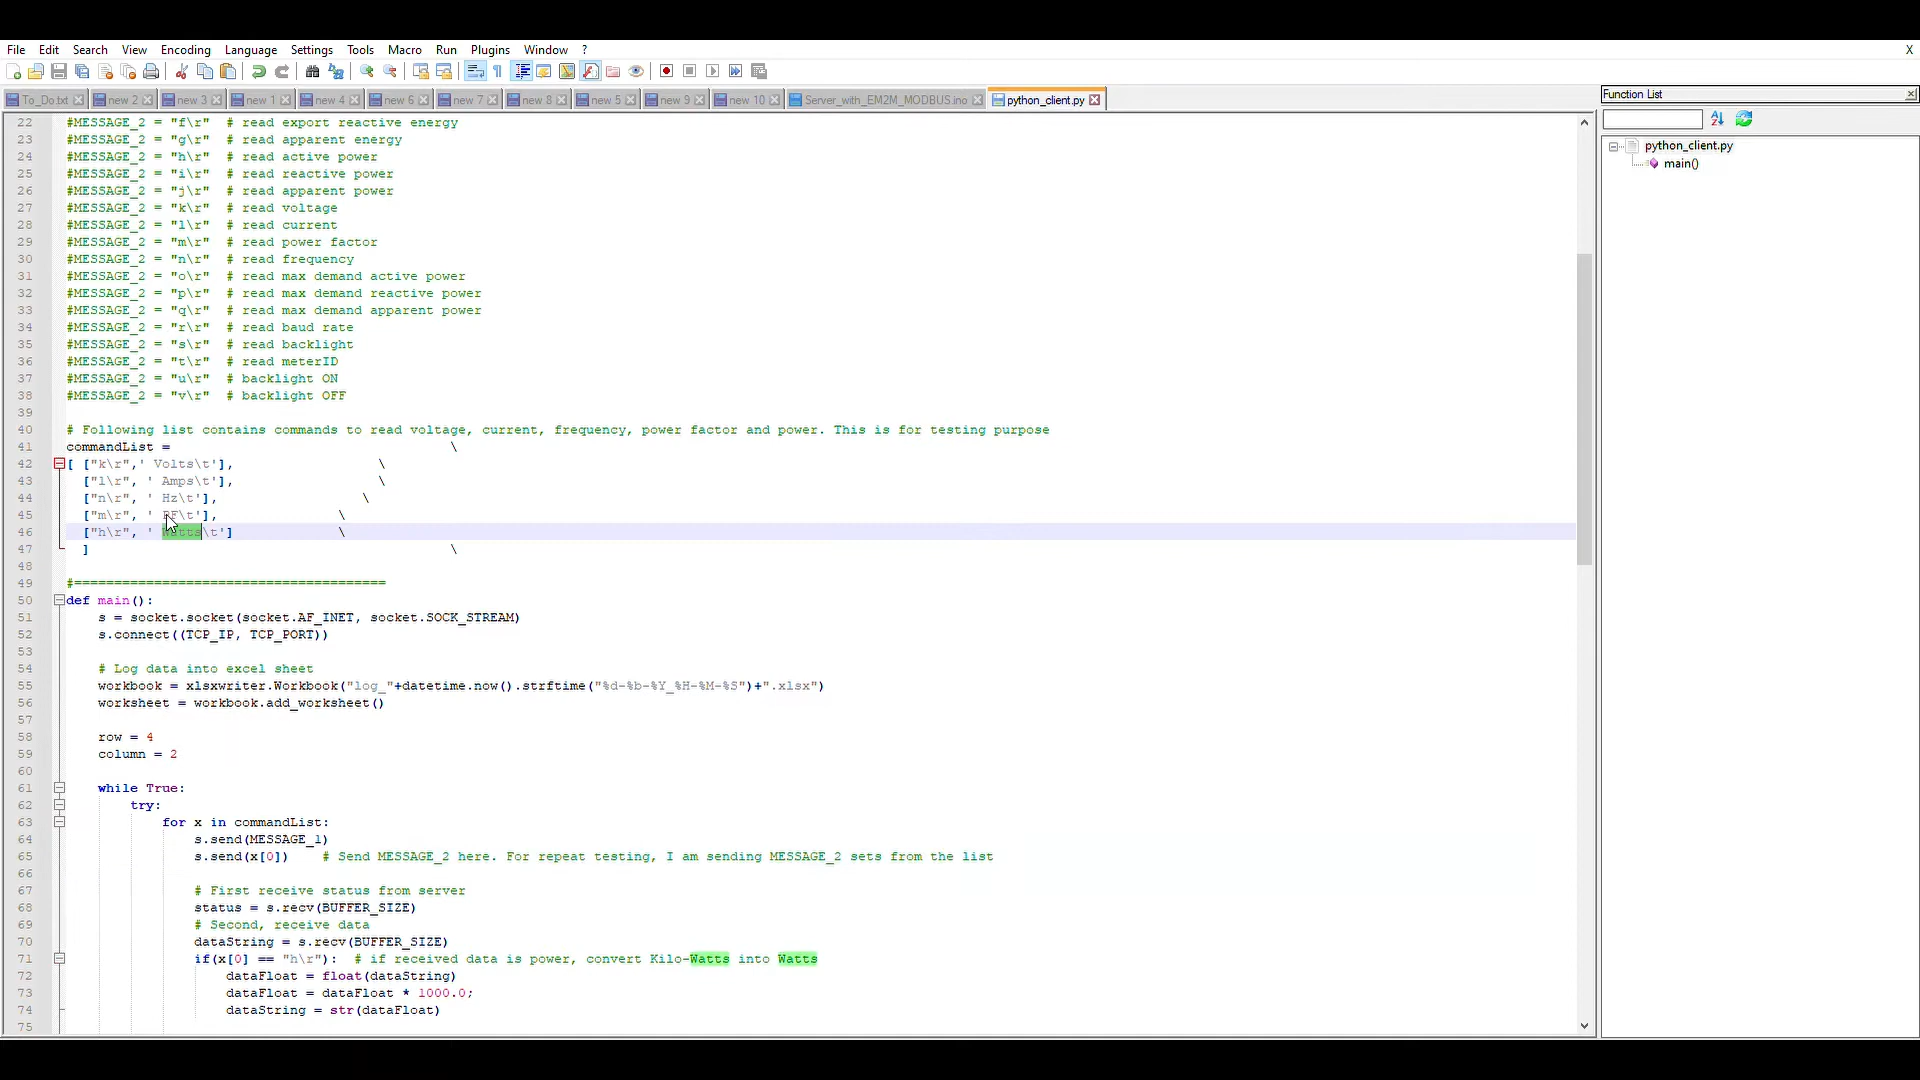 File Edit Search View Encoding Language Settings Tools Macro Run Plugins Window ? X
To_Do.txt new 2 new 3 new 1 new 4 new 6 new 7 new 8 new 5 new 9 new 10 Server_with_EM2M_MODBUS.ino python_client.py
Function List
python_client.py
main()
22 #MESSAGE_2 = "f\r"  # read export reactive energy
23 #MESSAGE_2 = "g\r"  # read apparent energy
24 #MESSAGE_2 = "h\r"  # read active power
25 #MESSAGE_2 = "i\r"  # read reactive power
26 #MESSAGE_2 = "j\r"  # read apparent power
27 #MESSAGE_2 = "k\r"  # read voltage
28 #MESSAGE_2 = "l\r"  # read current
29 #MESSAGE_2 = "m\r"  # read power factor
30 #MESSAGE_2 = "n\r"  # read frequency
31 #MESSAGE_2 = "o\r"  # read max demand active power
32 #MESSAGE_2 = "p\r"  # read max demand reactive power
33 #MESSAGE_2 = "q\r"  # read max demand apparent power
34 #MESSAGE_2 = "r\r"  # read baud rate
35 #MESSAGE_2 = "s\r"  # read backlight
36 #MESSAGE_2 = "t\r"  # read meterID
37 #MESSAGE_2 = "u\r"  # backlight ON
38 #MESSAGE_2 = "v\r"  # backlight OFF
39
40 # Following list contains commands to read voltage, current, frequency, power factor and power. This is for testing purpose
41 commandList = \
42 [ ["k\r",' Volts\t'], \
43 ["l\r", ' Amps\t'], \
44 ["n\r", ' Hz\t'], \
45 ["m\r", ' PF\t'], \
46 ["h\r", ' Watts\t'] \
47 ] \
48
49 #=======================================
50 def main():
51 s = socket.socket(socket.AF_INET, socket.SOCK_STREAM)
52 s.connect((TCP_IP, TCP_PORT))
53
54 # Log data into excel sheet
55 workbook = xlsxwriter.Workbook("log_"+datetime.now().strftime("%d-%b-%Y_%H-%M-%S")+".xlsx")
56 worksheet = workbook.add_worksheet()
57
58 row = 4
59 column = 2
60
61 while True:
62 try:
63 for x in commandList:
64 s.send(MESSAGE_1)
65 s.send(x[0])    # Send MESSAGE_2 here. For repeat testing, I am sending MESSAGE_2 sets from the list
66
67 # First receive status from server
68 status = s.recv(BUFFER_SIZE)
69 # Second, receive data
70 dataString = s.recv(BUFFER_SIZE)
71 if(x[0] == "h\r"):  # if received data is power, convert Kilo-Watts into Watts
72 dataFloat = float(dataString)
73 dataFloat = dataFloat * 1000.0;
74 dataString = str(dataFloat)
75